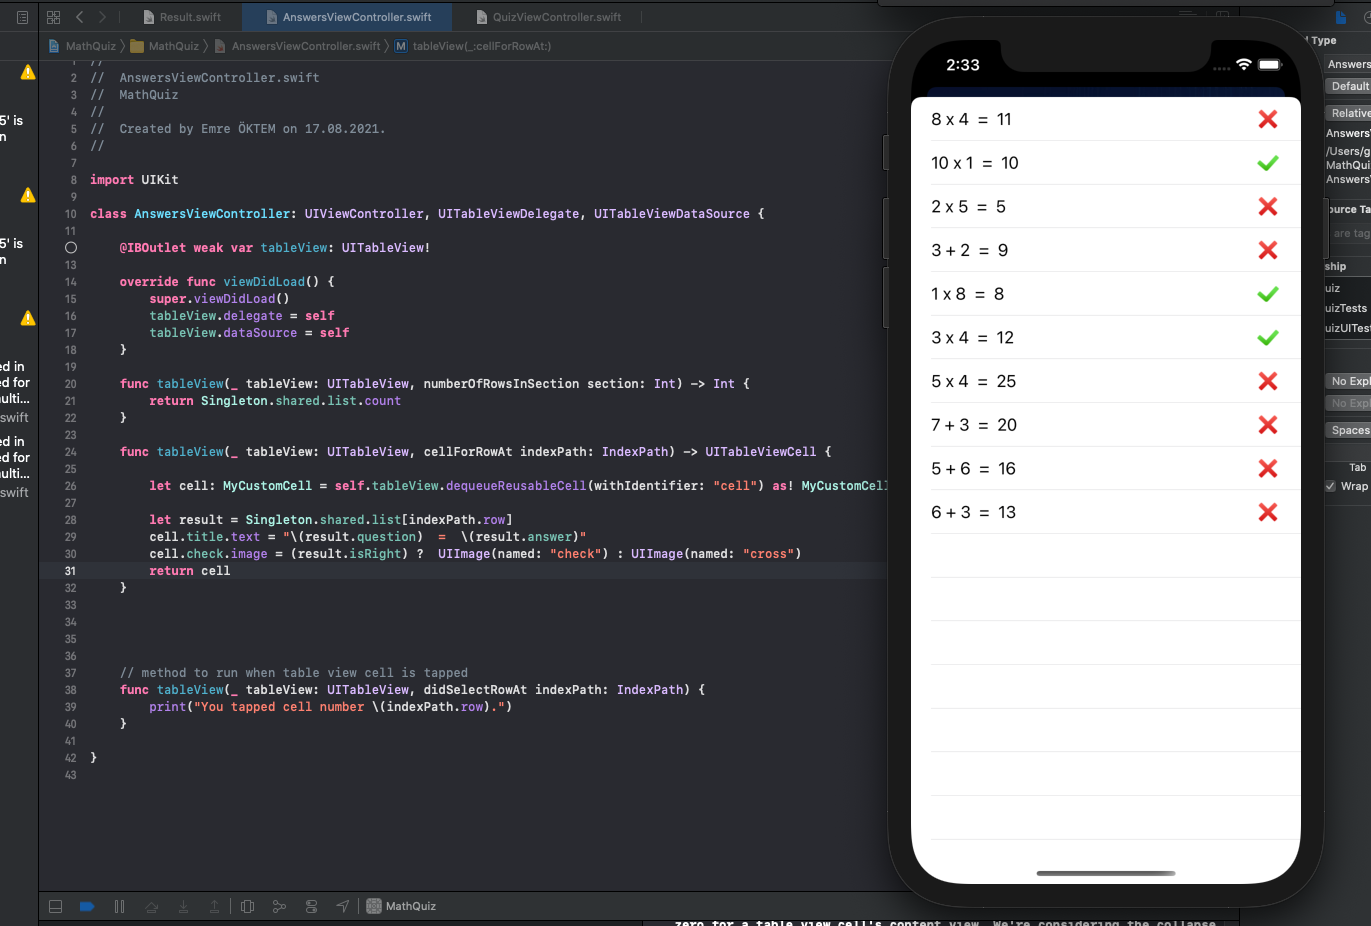 Result.swift
AnswersViewController.swift
QuizViewController.swift
MathQuiz
MathQuiz
AnswersViewController.swift
M
tableView(_:cellForRowAt:)
5' is
n
5' is
n
ed in
ed for
ulti...
swift
ed in
ed for
ulti...
swift
1 //
2 // AnswersViewController.swift
3 // MathQuiz
4 //
5 // Created by Emre ÖKTEM on 17.08.2021.
6 //
7
8 import UIKit
9
10 class AnswersViewController: UIViewController, UITableViewDelegate, UITableViewDataSource {
11
@IBOutlet weak var tableView: UITableView!
13
14 override func viewDidLoad() {
15 super.viewDidLoad()
16 tableView.delegate = self
17 tableView.dataSource = self
18 }
19
20 func tableView(_ tableView: UITableView, numberOfRowsInSection section: Int) -> Int {
21 return Singleton.shared.list.count
22 }
23
24 func tableView(_ tableView: UITableView, cellForRowAt indexPath: IndexPath) -> UITableViewCell {
25
26 let cell: MyCustomCell = self.tableView.dequeueReusableCell(withIdentifier: "cell") as! MyCustomCell
27
28 let result = Singleton.shared.list[indexPath.row]
29 cell.title.text = "\(result.question)  =  \(result.answer)"
30 cell.check.image = (result.isRight) ?  UIImage(named: "check") : UIImage(named: "cross")
31 return cell
32 }
33
34
35
36
37 // method to run when table view cell is tapped
38 func tableView(_ tableView: UITableView, didSelectRowAt indexPath: IndexPath) {
39 print("You tapped cell number \(indexPath.row).")
40 }
41
42 }
43
MathQuiz
zero for a table view cell's content view. We're considering the collapse
2:33
8 x 4 = 11
10 x 1 = 10
2 x 5 = 5
3 + 2 = 9
1 x 8 = 8
3 x 4 = 12
5 x 4 = 25
7 + 3 = 20
5 + 6 = 16
6 + 3 = 13
d Type
Answers
Default
Relative
Answers
/Users/g
MathQui
Answers
ource Ta
are tag
ship
uiz
uizTests
uizUITest
No Expl
No Expl
Spaces
Tab
Wrap